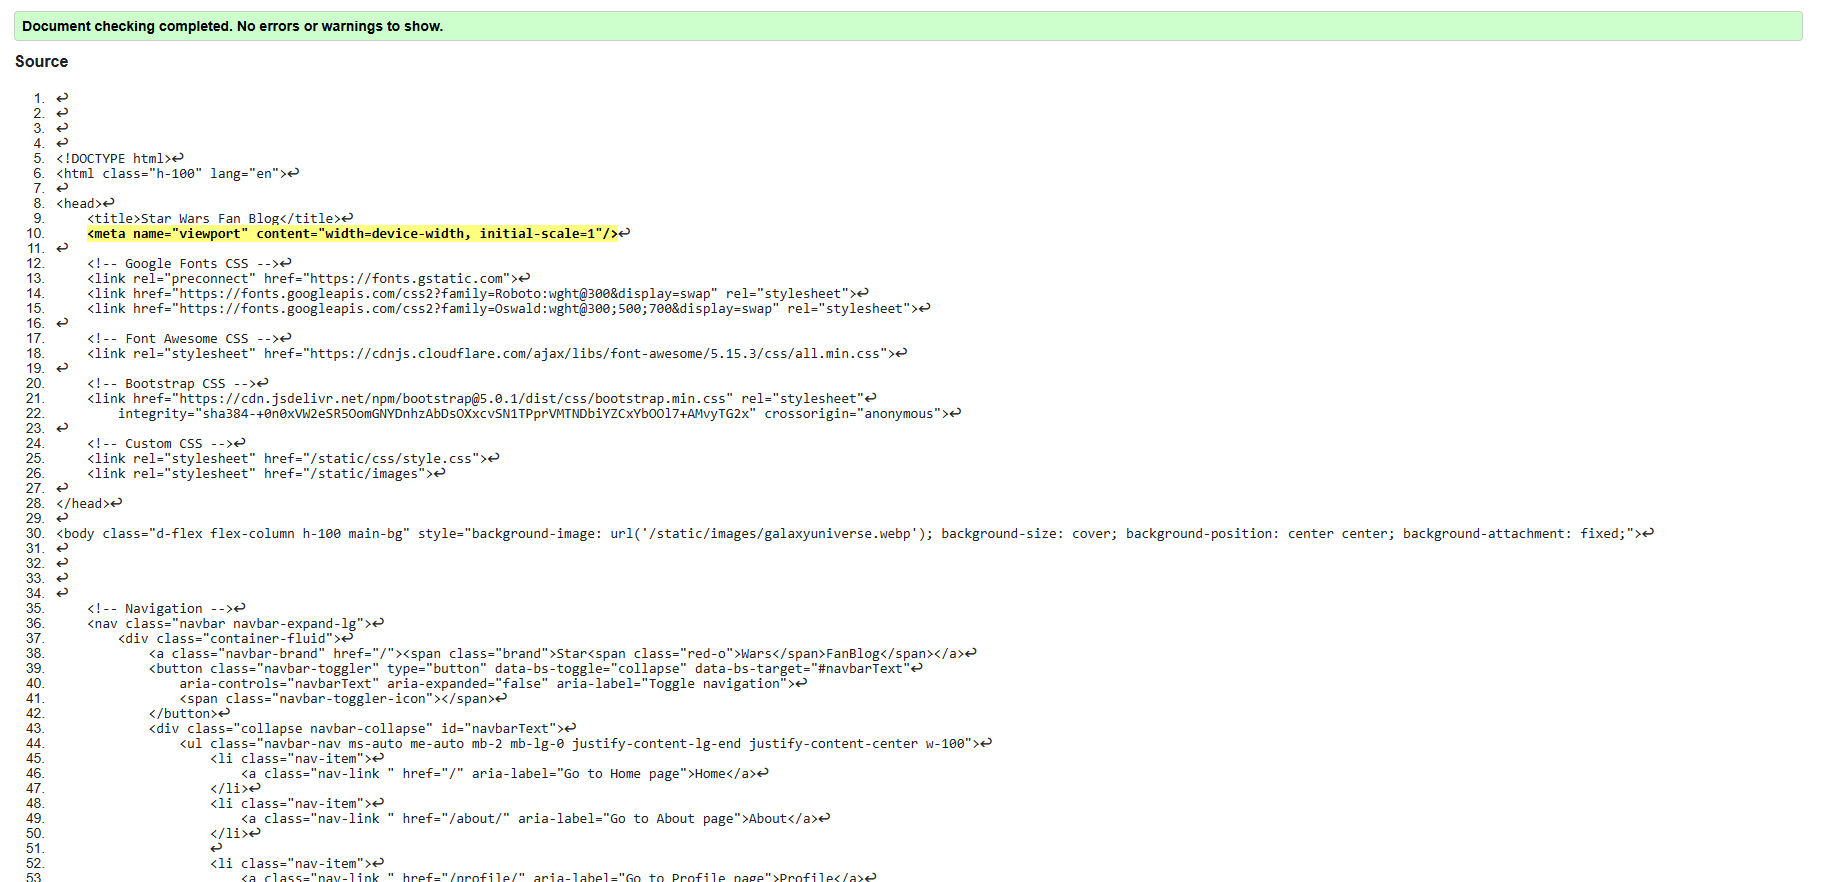 Document checking completed. No errors or warnings to show.
Source
1. ↩
2. ↩
3. ↩
4. ↩
5. <!DOCTYPE html>↩
6. <html class="h-100" lang="en">↩
7. ↩
8. <head>↩
9. <title>Star Wars Fan Blog</title>↩
10. <meta name="viewport" content="width=device-width, initial-scale=1"/>↩
11. ↩
12. <!-- Google Fonts CSS -->↩
13. <link rel="preconnect" href="https://fonts.gstatic.com">↩
14. <link href="https://fonts.googleapis.com/css2?family=Roboto:wght@300&display=swap" rel="stylesheet">↩
15. <link href="https://fonts.googleapis.com/css2?family=Oswald:wght@300;500;700&display=swap" rel="stylesheet">↩
16. ↩
17. <!-- Font Awesome CSS -->↩
18. <link rel="stylesheet" href="https://cdnjs.cloudflare.com/ajax/libs/font-awesome/5.15.3/css/all.min.css">↩
19. ↩
20. <!-- Bootstrap CSS -->↩
21. <link href="https://cdn.jsdelivr.net/npm/bootstrap@5.0.1/dist/css/bootstrap.min.css" rel="stylesheet"↩
22. integrity="sha384-+0n0xVW2eSR5OomGNYDnhzAbDsOXxcvSN1TPprVMTNDbiYZCxYbOOl7+AMvyTG2x" crossorigin="anonymous">↩
23. ↩
24. <!-- Custom CSS -->↩
25. <link rel="stylesheet" href="/static/css/style.css">↩
26. <link rel="stylesheet" href="/static/images">↩
27. ↩
28. </head>↩
29. ↩
30. <body class="d-flex flex-column h-100 main-bg" style="background-image: url('/static/images/galaxyuniverse.webp'); background-size: cover; background-position: center center; background-attachment: fixed;">↩
31. ↩
32. ↩
33. ↩
34. ↩
35. <!-- Navigation -->↩
36. <nav class="navbar navbar-expand-lg">↩
37. <div class="container-fluid">↩
38. <a class="navbar-brand" href="/"><span class="brand">Star<span class="red-o">Wars</span>FanBlog</span></a>↩
39. <button class="navbar-toggler" type="button" data-bs-toggle="collapse" data-bs-target="#navbarText"↩
40. aria-controls="navbarText" aria-expanded="false" aria-label="Toggle navigation">↩
41. <span class="navbar-toggler-icon"></span>↩
42. </button>↩
43. <div class="collapse navbar-collapse" id="navbarText">↩
44. <ul class="navbar-nav ms-auto me-auto mb-2 mb-lg-0 justify-content-lg-end justify-content-center w-100">↩
45. <li class="nav-item">↩
46. <a class="nav-link " href="/" aria-label="Go to Home page">Home</a>↩
47. </li>↩
48. <li class="nav-item">↩
49. <a class="nav-link " href="/about/" aria-label="Go to About page">About</a>↩
50. </li>↩
51. ↩
52. <li class="nav-item">↩
53. <a class="nav-link " href="/profile/" aria-label="Go to Profile page">Profile</a>↩